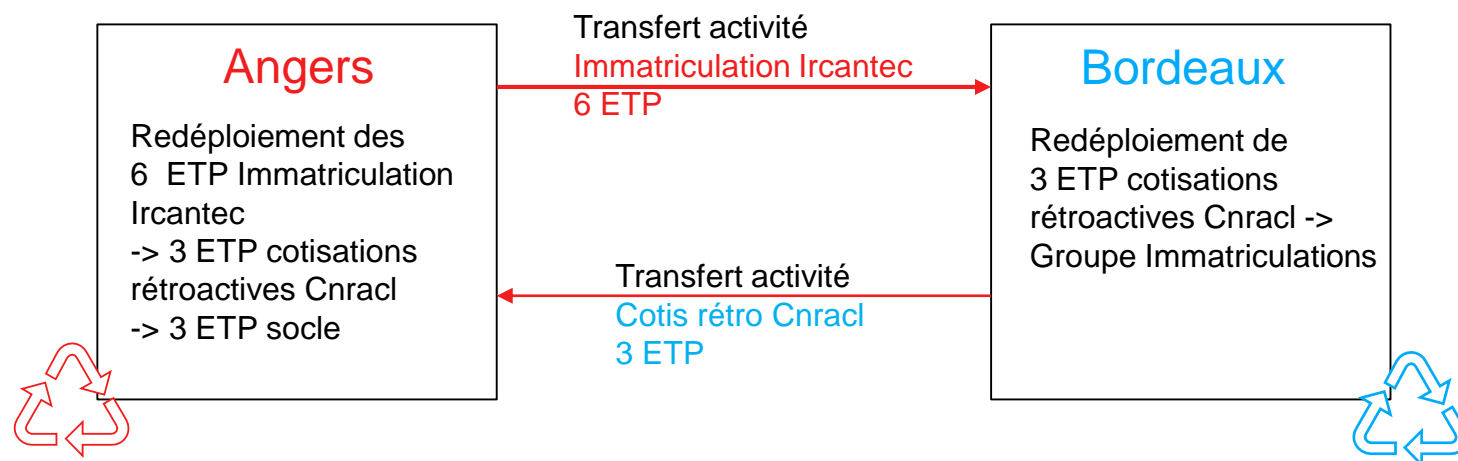 Angers
Redéploiement des
6 ETP Immatriculation
Ircantec
-> 3 ETP cotisations
rétroactives Cnracl
-> 3 ETP socle
Transfert activité
Immatriculation Ircantec
6 ETP
Transfert activité
Cotis rétro Cnracl
3 ETP
Bordeaux
Redéploiement de
3 ETP cotisations
rétroactives Cnracl ->
Groupe Immatriculations